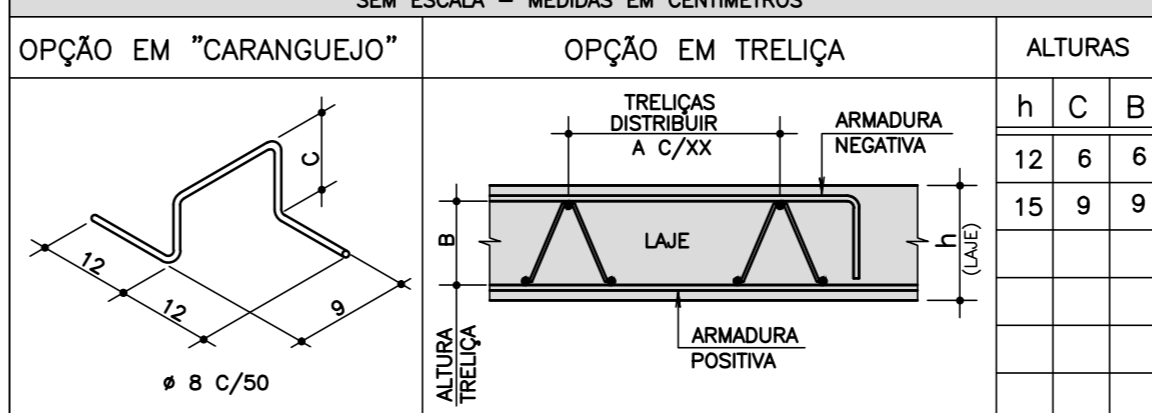 SEM ESCALA – MEDIDAS EM CENTÍMETROS
OPÇÃO EM "CARANGUEJO"
OPÇÃO EM TRELIÇA
ALTURAS
C
12
12
9
ø 8 C/50
TRELIÇAS
DISTRIBUIR
A C/XX
ARMADURA
NEGATIVA
B
LAJE
h
(LAJE)
ALTURA
TRELIÇA
ARMADURA
POSITIVA
h C B
12 6 6
15 9 9